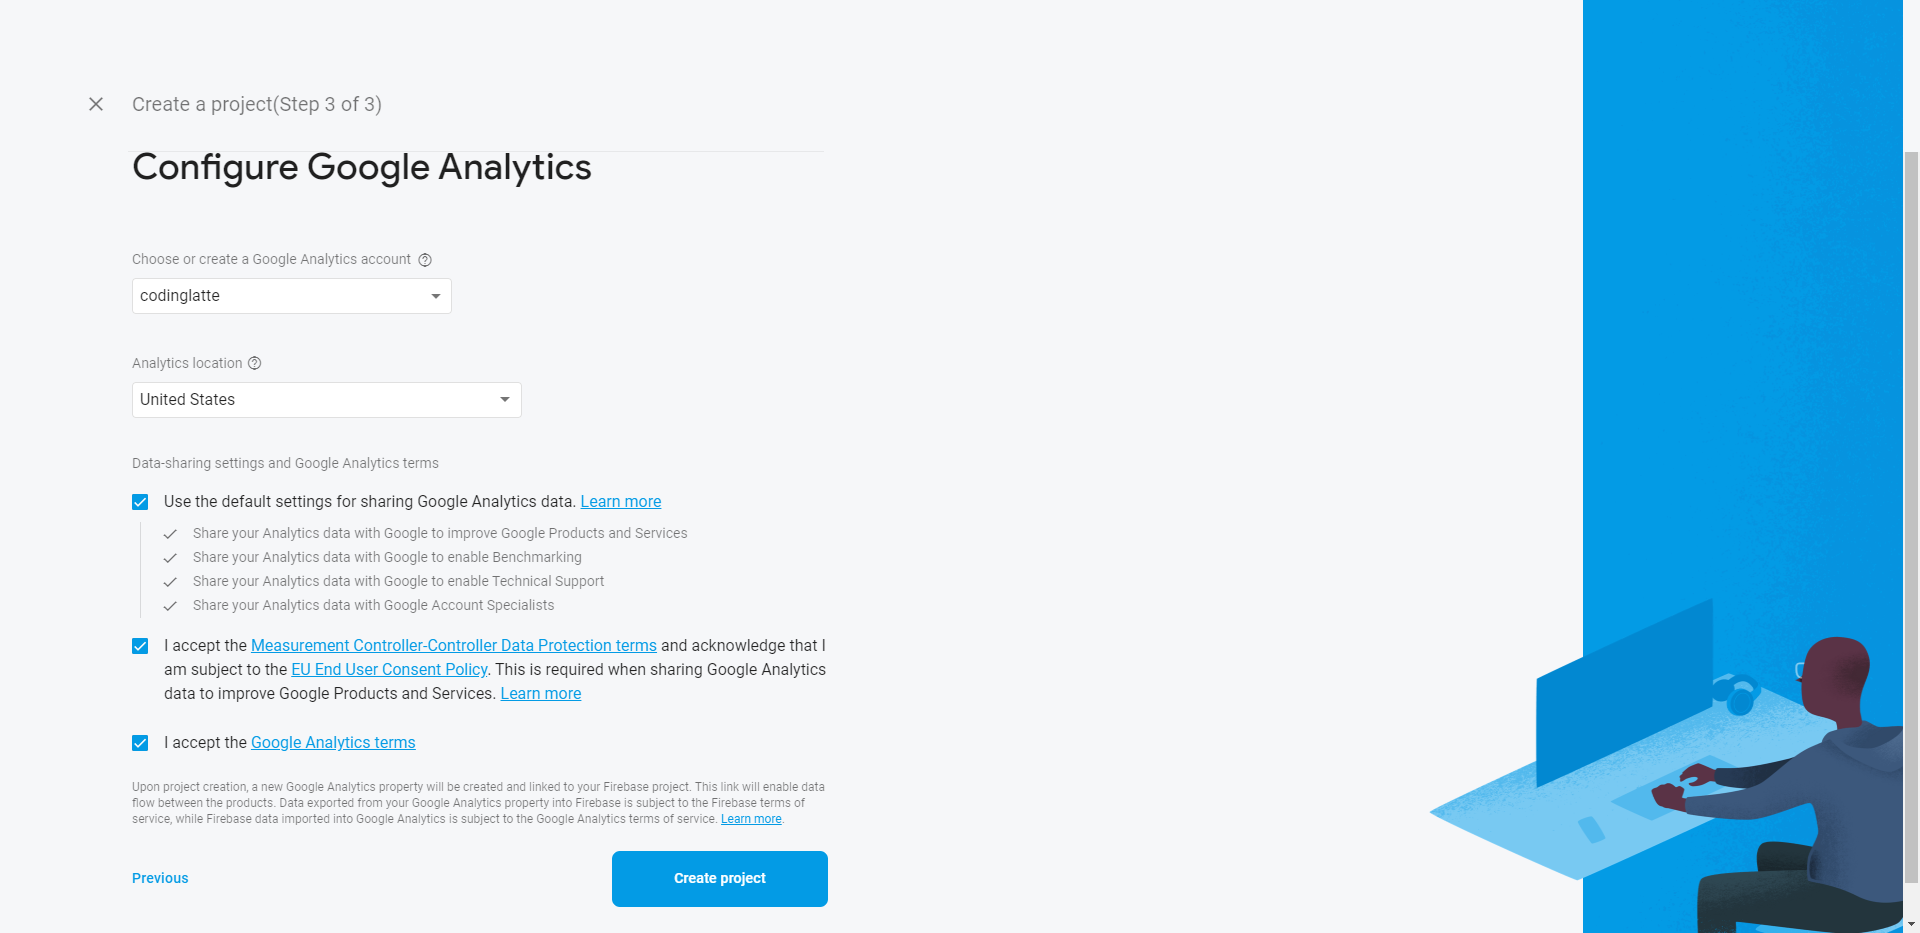 Create a project(Step 3 of 3)
Configure Google Analytics
Choose or create a Google Analytics account
codinglatte
Analytics location
United States
Data-sharing settings and Google Analytics terms
Use the default settings for sharing Google Analytics data. Learn more
Share your Analytics data with Google to improve Google Products and Services
Share your Analytics data with Google to enable Benchmarking
Share your Analytics data with Google to enable Technical Support
Share your Analytics data with Google Account Specialists
I accept the Measurement Controller-Controller Data Protection terms and acknowledge that I
am subject to the EU End User Consent Policy. This is required when sharing Google Analytics
data to improve Google Products and Services. Learn more
I accept the Google Analytics terms
Upon project creation, a new Google Analytics property will be created and linked to your Firebase project. This link will enable data
flow between the products. Data exported from your Google Analytics property into Firebase is subject to the Firebase terms of
service, while Firebase data imported into Google Analytics is subject to the Google Analytics terms of service. Learn more.
Previous
Create project